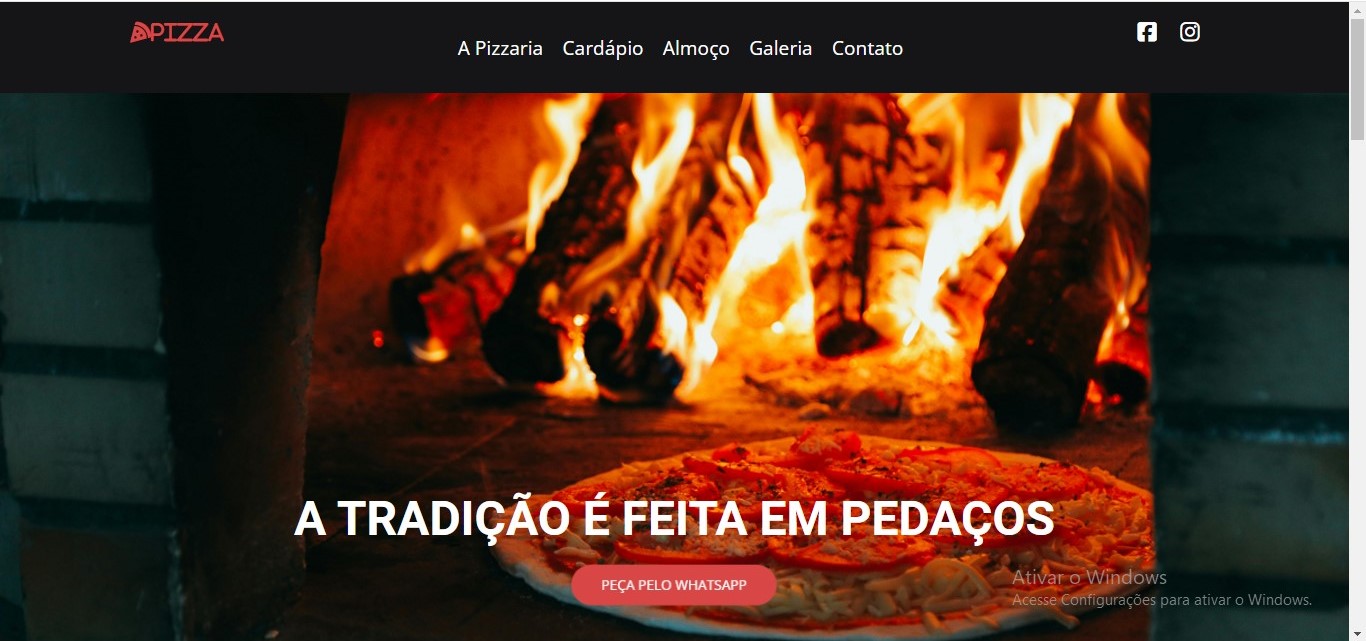 PIZZA
A Pizzaria Cardápio Almoço Galeria Contato
A TRADIÇÃO É FEITA EM PEDAÇOS
PEÇA PELO WHATSAPP
Ativar o Windows
Acesse Configurações para ativar o Windows.